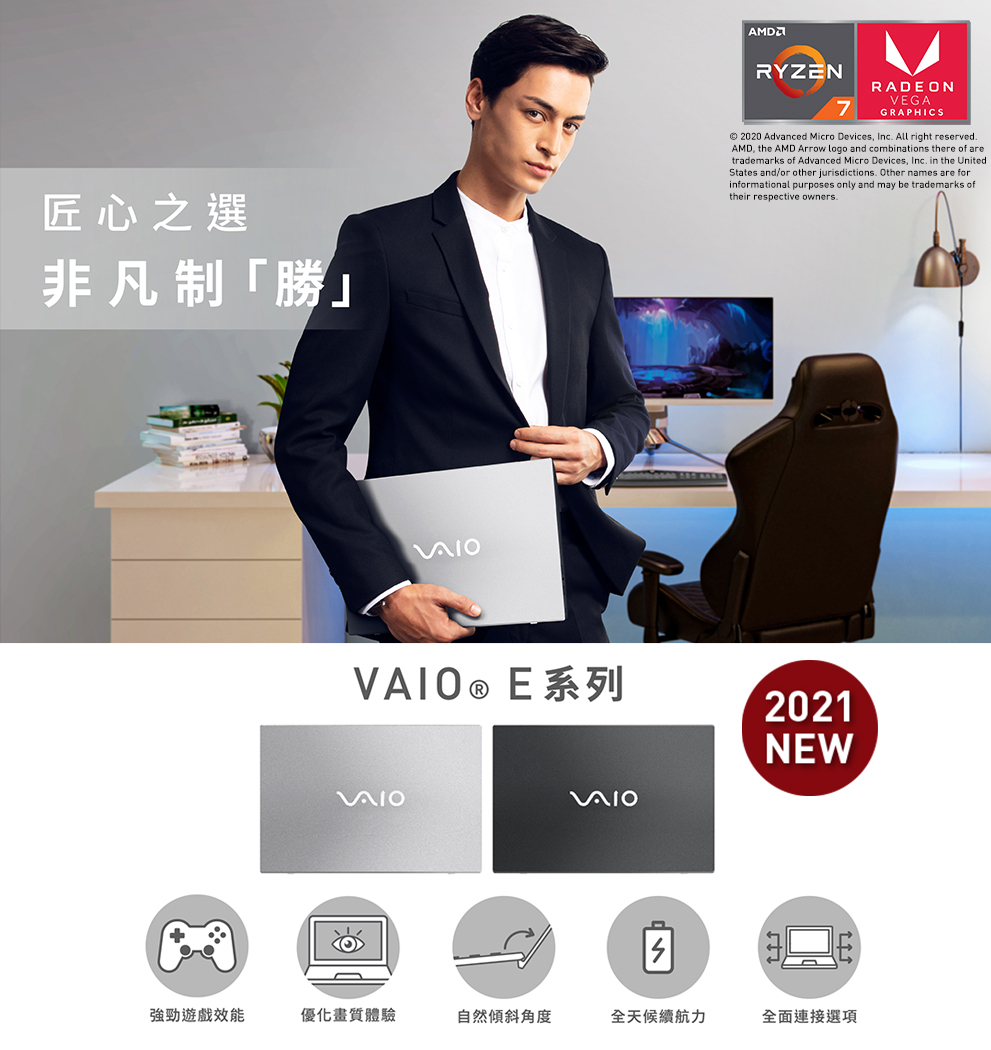 AMD
RYZEN
7
RADEON
VEGA
GRAPHICS
© 2020 Advanced Micro Devices, Inc. All right reserved.
AMD, the AMD Arrow logo and combinations there of are
trademarks of Advanced Micro Devices, Inc. in the United
States and/or other jurisdictions. Other names are for
informational purposes only and may be trademarks of
their respective owners.
匠心之選
非凡制「勝」
VAIO
VAIO® E系列
2021
NEW
VAIO
VAIO
強勁遊戲效能
優化畫質體驗
自然傾斜角度
全天候續航力
全面連接選項